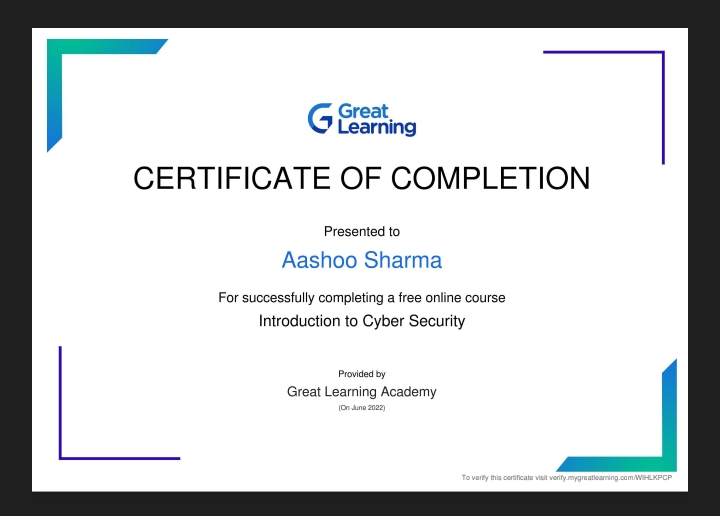 Great
Learning
CERTIFICATE OF COMPLETION
Presented to
Aashoo Sharma
For successfully completing a free online course
Introduction to Cyber Security
Provided by
Great Learning Academy
(On June 2022)
To verify this certificate visit verify.mygreatlearning.com/WIHLKPCP